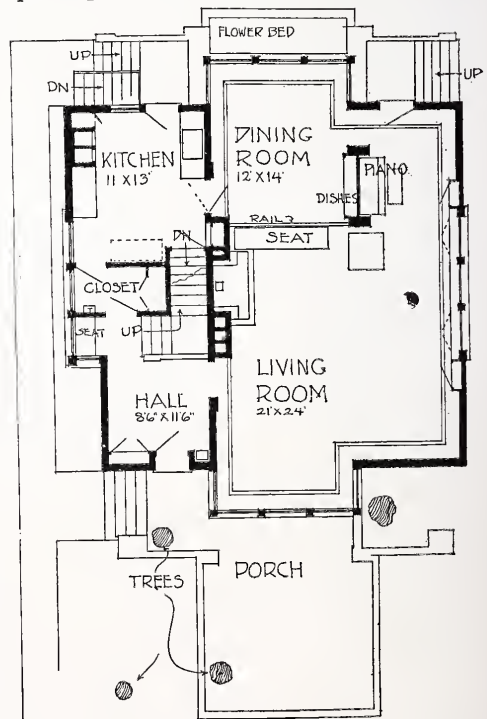 FLOWER BED
UP
DN
UP
KITCHEN
11 X 13'
DINING
ROOM
12' X 14'
PIANO
DISHES
RAIL
SEAT
DN
CLOSET
SEAT
UP
LIVING
ROOM
21' X 24'
HALL
8'6" X 11'6"
TREES
PORCH